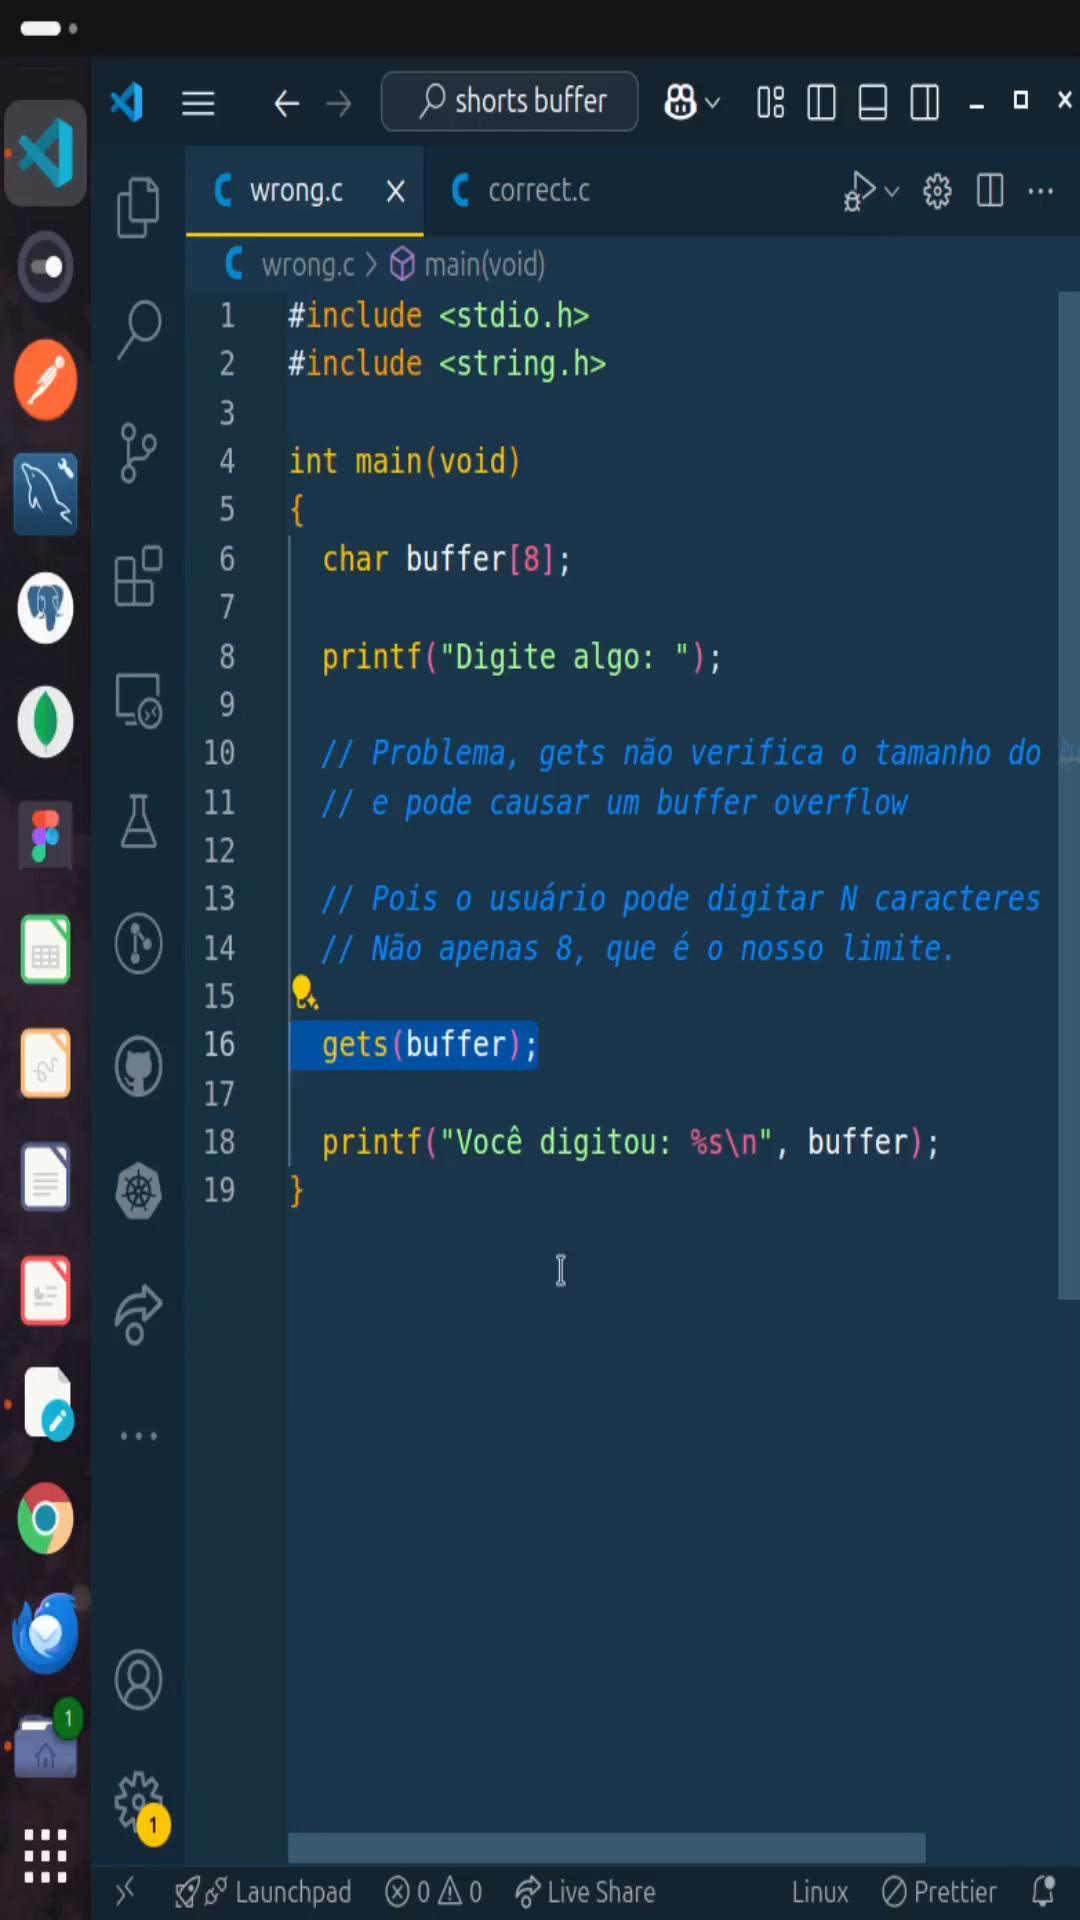 shorts buffer
wrong.c
correct.c
wrong.c > main(void)
1 #include <stdio.h>
2 #include <string.h>
3
4 int main(void)
5 {
6 char buffer[8];
7
8 printf("Digite algo: ");
9
10 // Problema, gets não verifica o tamanho do
11 // e pode causar um buffer overflow
12
13 // Pois o usuário pode digitar N caracteres
14 // Não apenas 8, que é o nosso limite.
15
16 gets(buffer);
17
18 printf("Você digitou: %s\n", buffer);
19 }
1
1
Launchpad 0 0 Live Share Linux Prettier